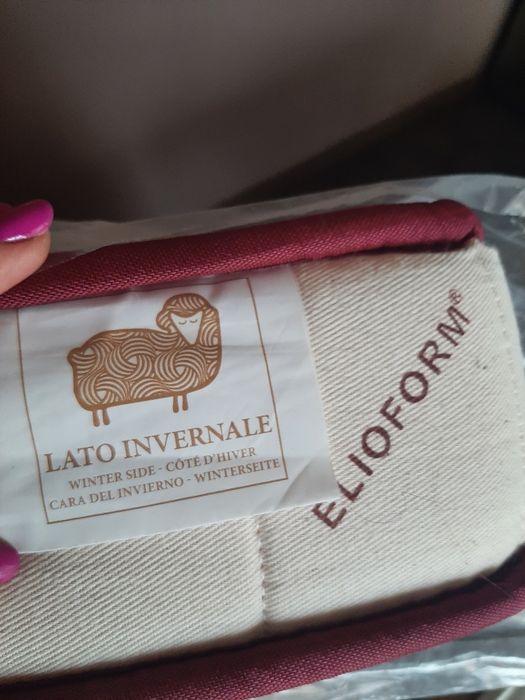 LATO INVERNALE
WINTER SIDE - CÔTÉ D'HIVER
CARA DEL INVIERNO - WINTERSEITE
ELIOFORM®